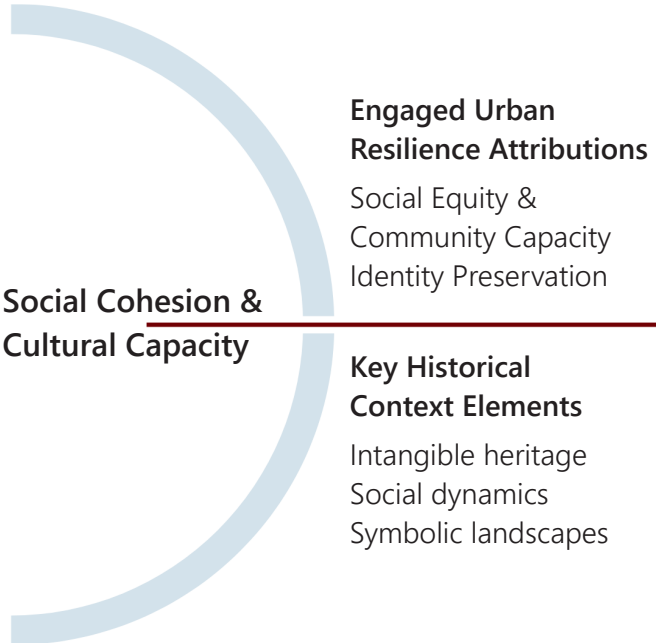 Social Cohesion &
Cultural Capacity
Engaged Urban
Resilience Attributions
Social Equity &
Community Capacity
Identity Preservation
Key Historical
Context Elements
Intangible heritage
Social dynamics
Symbolic landscapes